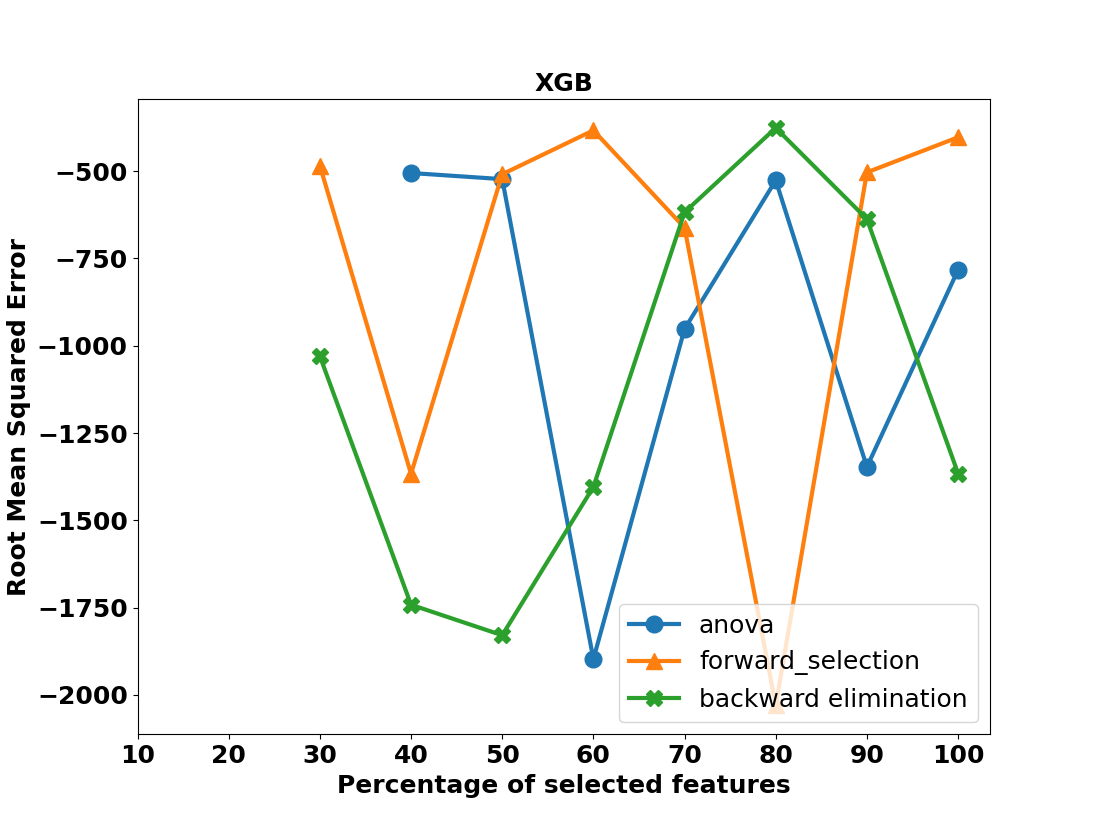 XGB
Root Mean Squared Error
−500
−750
−1000
−1250
−1500
−1750
−2000
anova
forward_selection
backward elimination
10 20 30 40 50 60 70 80 90 100
Percentage of selected features